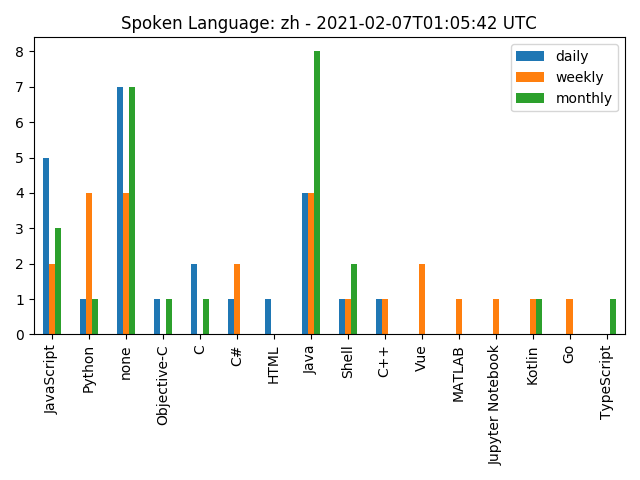 Spoken Language: zh - 2021-02-07T01:05:42 UTC
daily
weekly
monthly
8
7
6
5
4
3
2
1
0
JavaScript
Python
none
Objective-C
C
C#
HTML
Java
Shell
C++
Vue
MATLAB
Jupyter Notebook
Kotlin
Go
TypeScript